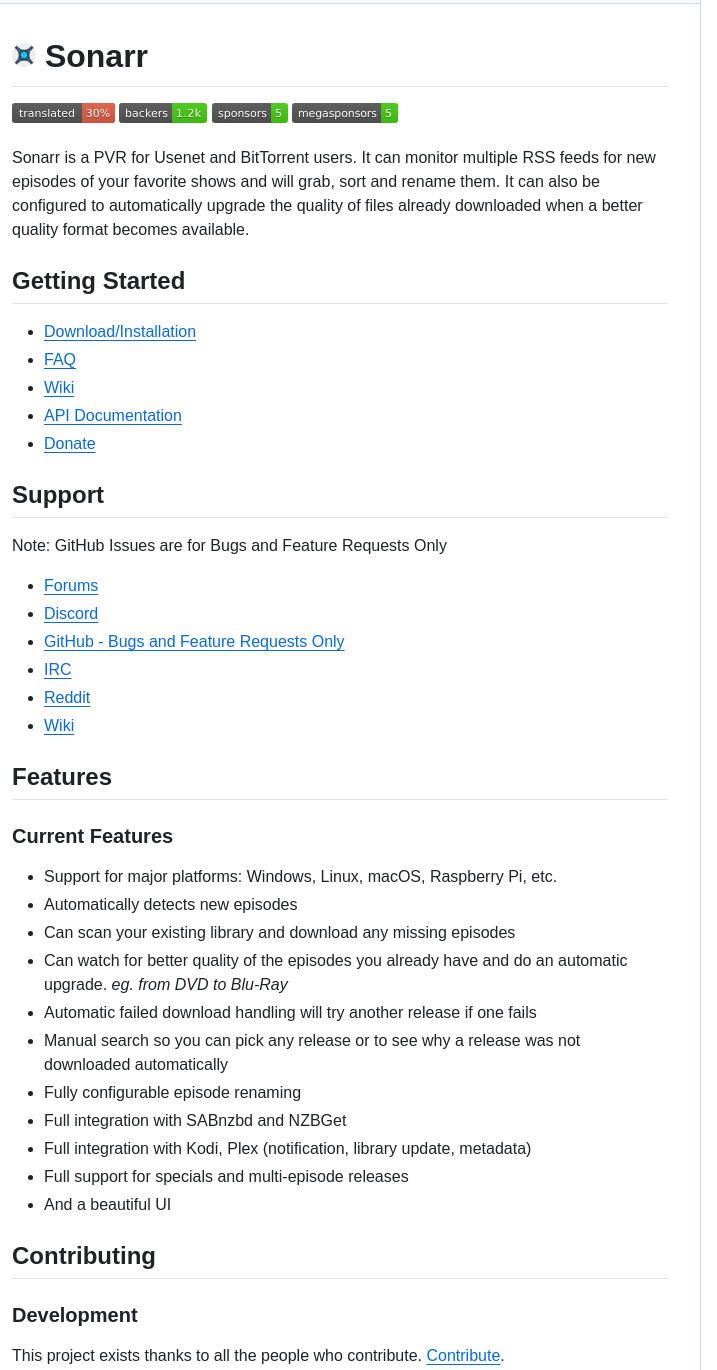 Sonarr
translated 30% backers 1.2k sponsors 5 megasponsors 5
Sonarr is a PVR for Usenet and BitTorrent users. It can monitor multiple RSS feeds for new
episodes of your favorite shows and will grab, sort and rename them. It can also be
configured to automatically upgrade the quality of files already downloaded when a better
quality format becomes available.
Getting Started
Download/Installation
FAQ
Wiki
API Documentation
Donate
Support
Note: GitHub Issues are for Bugs and Feature Requests Only
Forums
Discord
GitHub - Bugs and Feature Requests Only
IRC
Reddit
Wiki
Features
Current Features
Support for major platforms: Windows, Linux, macOS, Raspberry Pi, etc.
Automatically detects new episodes
Can scan your existing library and download any missing episodes
Can watch for better quality of the episodes you already have and do an automatic
upgrade. eg. from DVD to Blu-Ray
Automatic failed download handling will try another release if one fails
Manual search so you can pick any release or to see why a release was not
downloaded automatically
Fully configurable episode renaming
Full integration with SABnzbd and NZBGet
Full integration with Kodi, Plex (notification, library update, metadata)
Full support for specials and multi-episode releases
And a beautiful UI
Contributing
Development
This project exists thanks to all the people who contribute. Contribute.